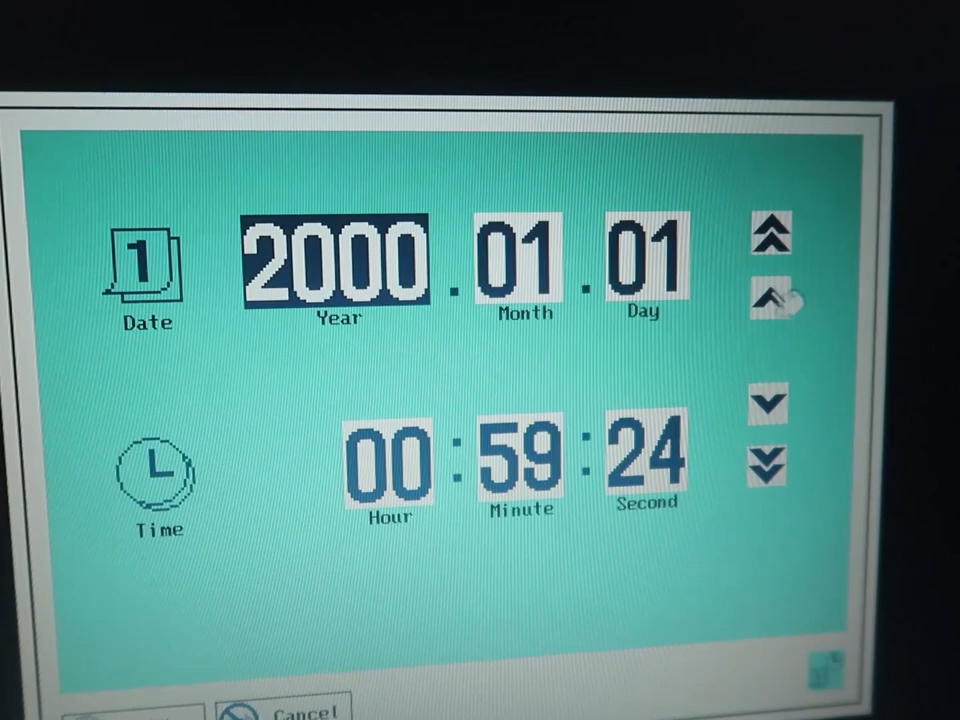 1
2000.01.01
Date Year Month Day
00:59:24
Time Hour Minute Second
Cancel